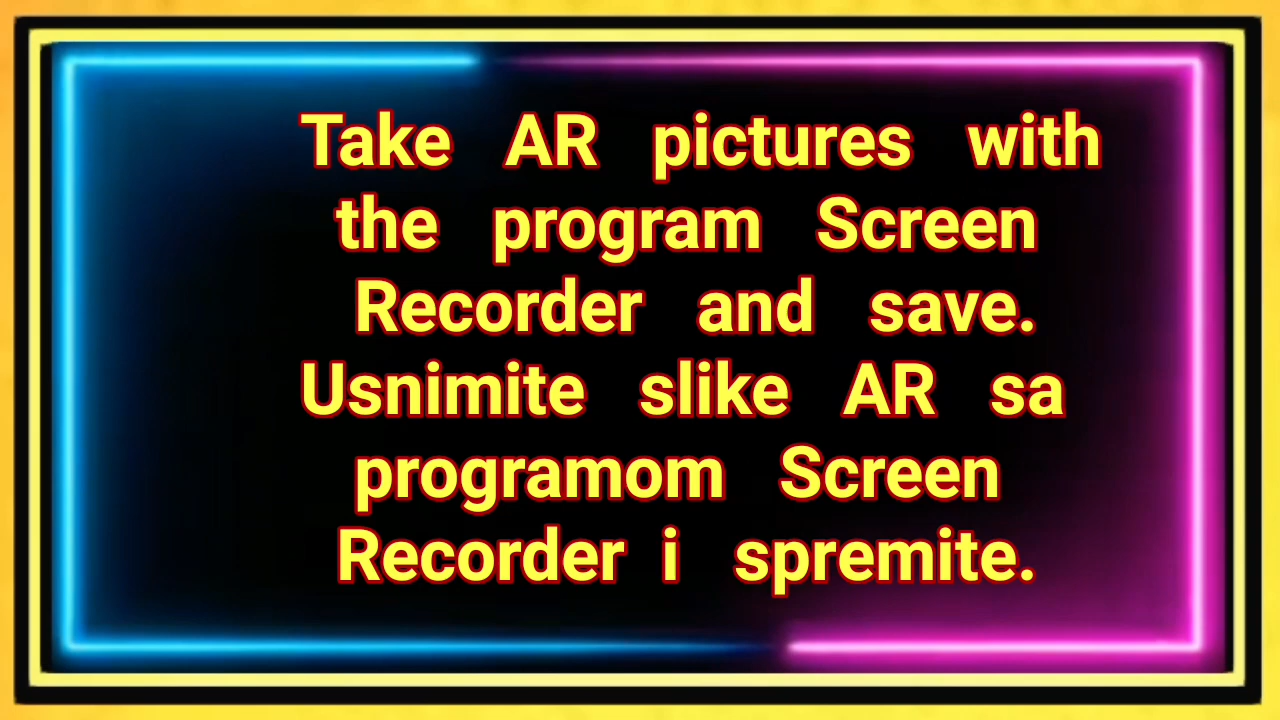 Take AR pictures with
the program Screen
Recorder and save.
Usnimite slike AR sa
programom Screen
Recorder i spremite.